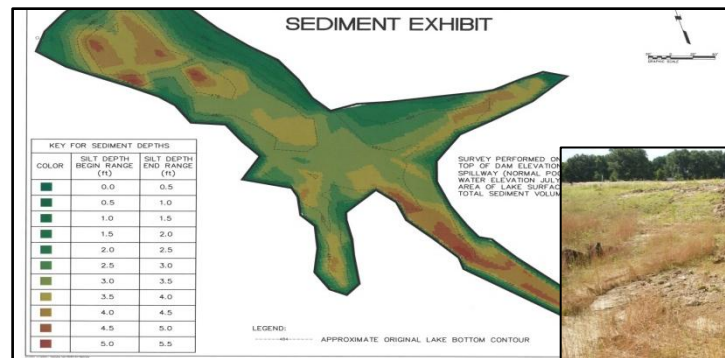 SEDIMENT EXHIBIT
GRAPHIC SCALE
KEY FOR SEDIMENT DEPTHS
COLOR SILT DEPTH BEGIN RANGE (ft) SILT DEPTH END RANGE (ft)
0.0 0.5
0.5 1.0
1.0 1.5
1.5 2.0
2.0 2.5
2.5 3.0
3.0 3.5
3.5 4.0
4.0 4.5
4.5 5.0
5.0 5.5
SURVEY PERFORMED ON
TOP OF DAM ELEVATION
SPILLWAY (NORMAL POO
WATER ELEVATION JULY
AREA OF LAKE SURFAC
TOTAL SEDIMENT VOLUM
LEGEND:
APPROXIMATE ORIGINAL LAKE BOTTOM CONTOUR